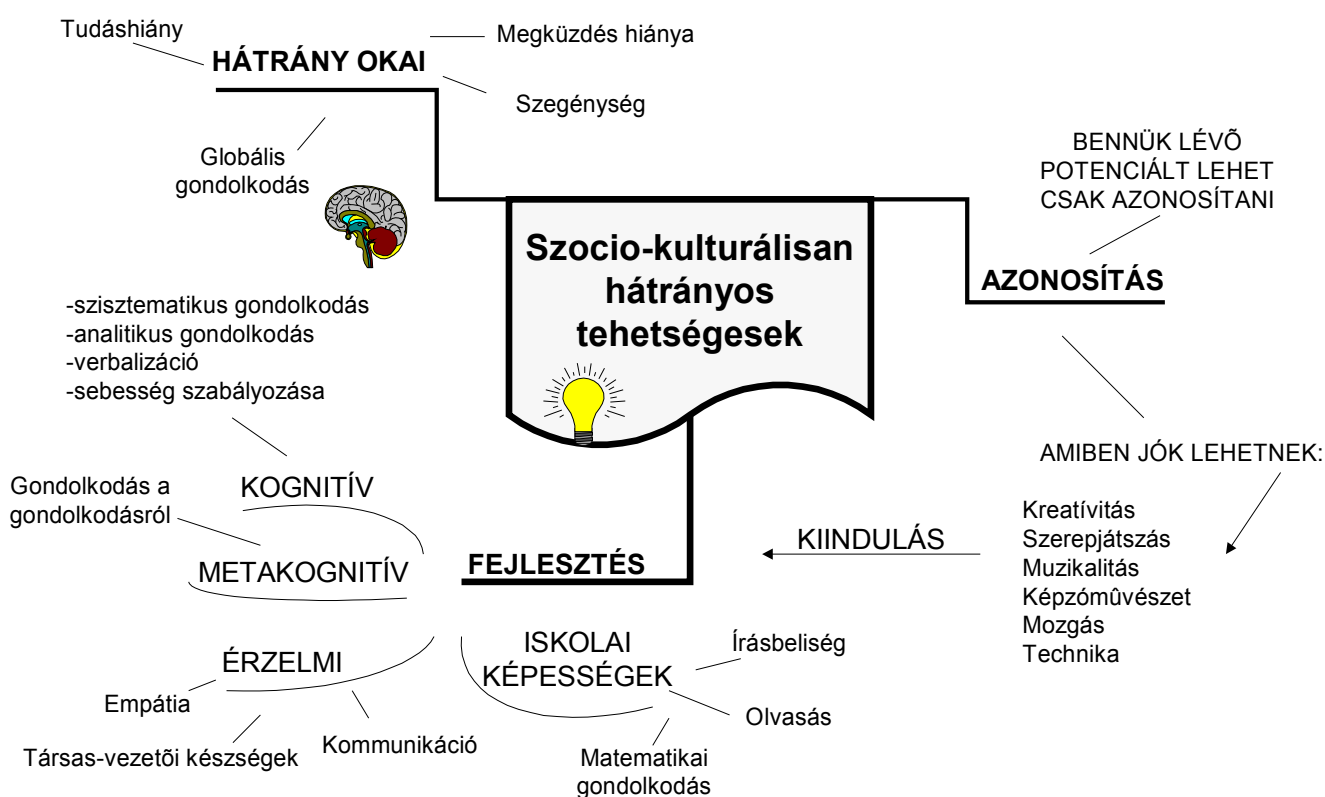 Tudáshiány
Megküzdés hiánya
HÁTRÁNY OKAI
Szegénység
Globális
gondolkodás
BENNÜK LÉVÕ
POTENCIÁLT LEHET
CSAK AZONOSÍTANI
Szocio-kulturálisan
hátrányos
tehetségesek
AZONOSÍTÁS
-szisztematikus gondolkodás
-analitikus gondolkodás
-verbalizáció
-sebesség szabályozása
AMIBEN JÓK LEHETNEK:
Kreatívitás
Szerepjátszás
Muzikalitás
Képzómûvészet
Mozgás
Technika
KIINDULÁS
FEJLESZTÉS
KOGNITÍV
Gondolkodás a
gondolkodásról
METAKOGNITÍV
ÉRZELMI
Empátia
Társas-vezetõi készségek
Kommunikáció
ISKOLAI
KÉPESSÉGEK
Írásbeliség
Olvasás
Matematikai
gondolkodás